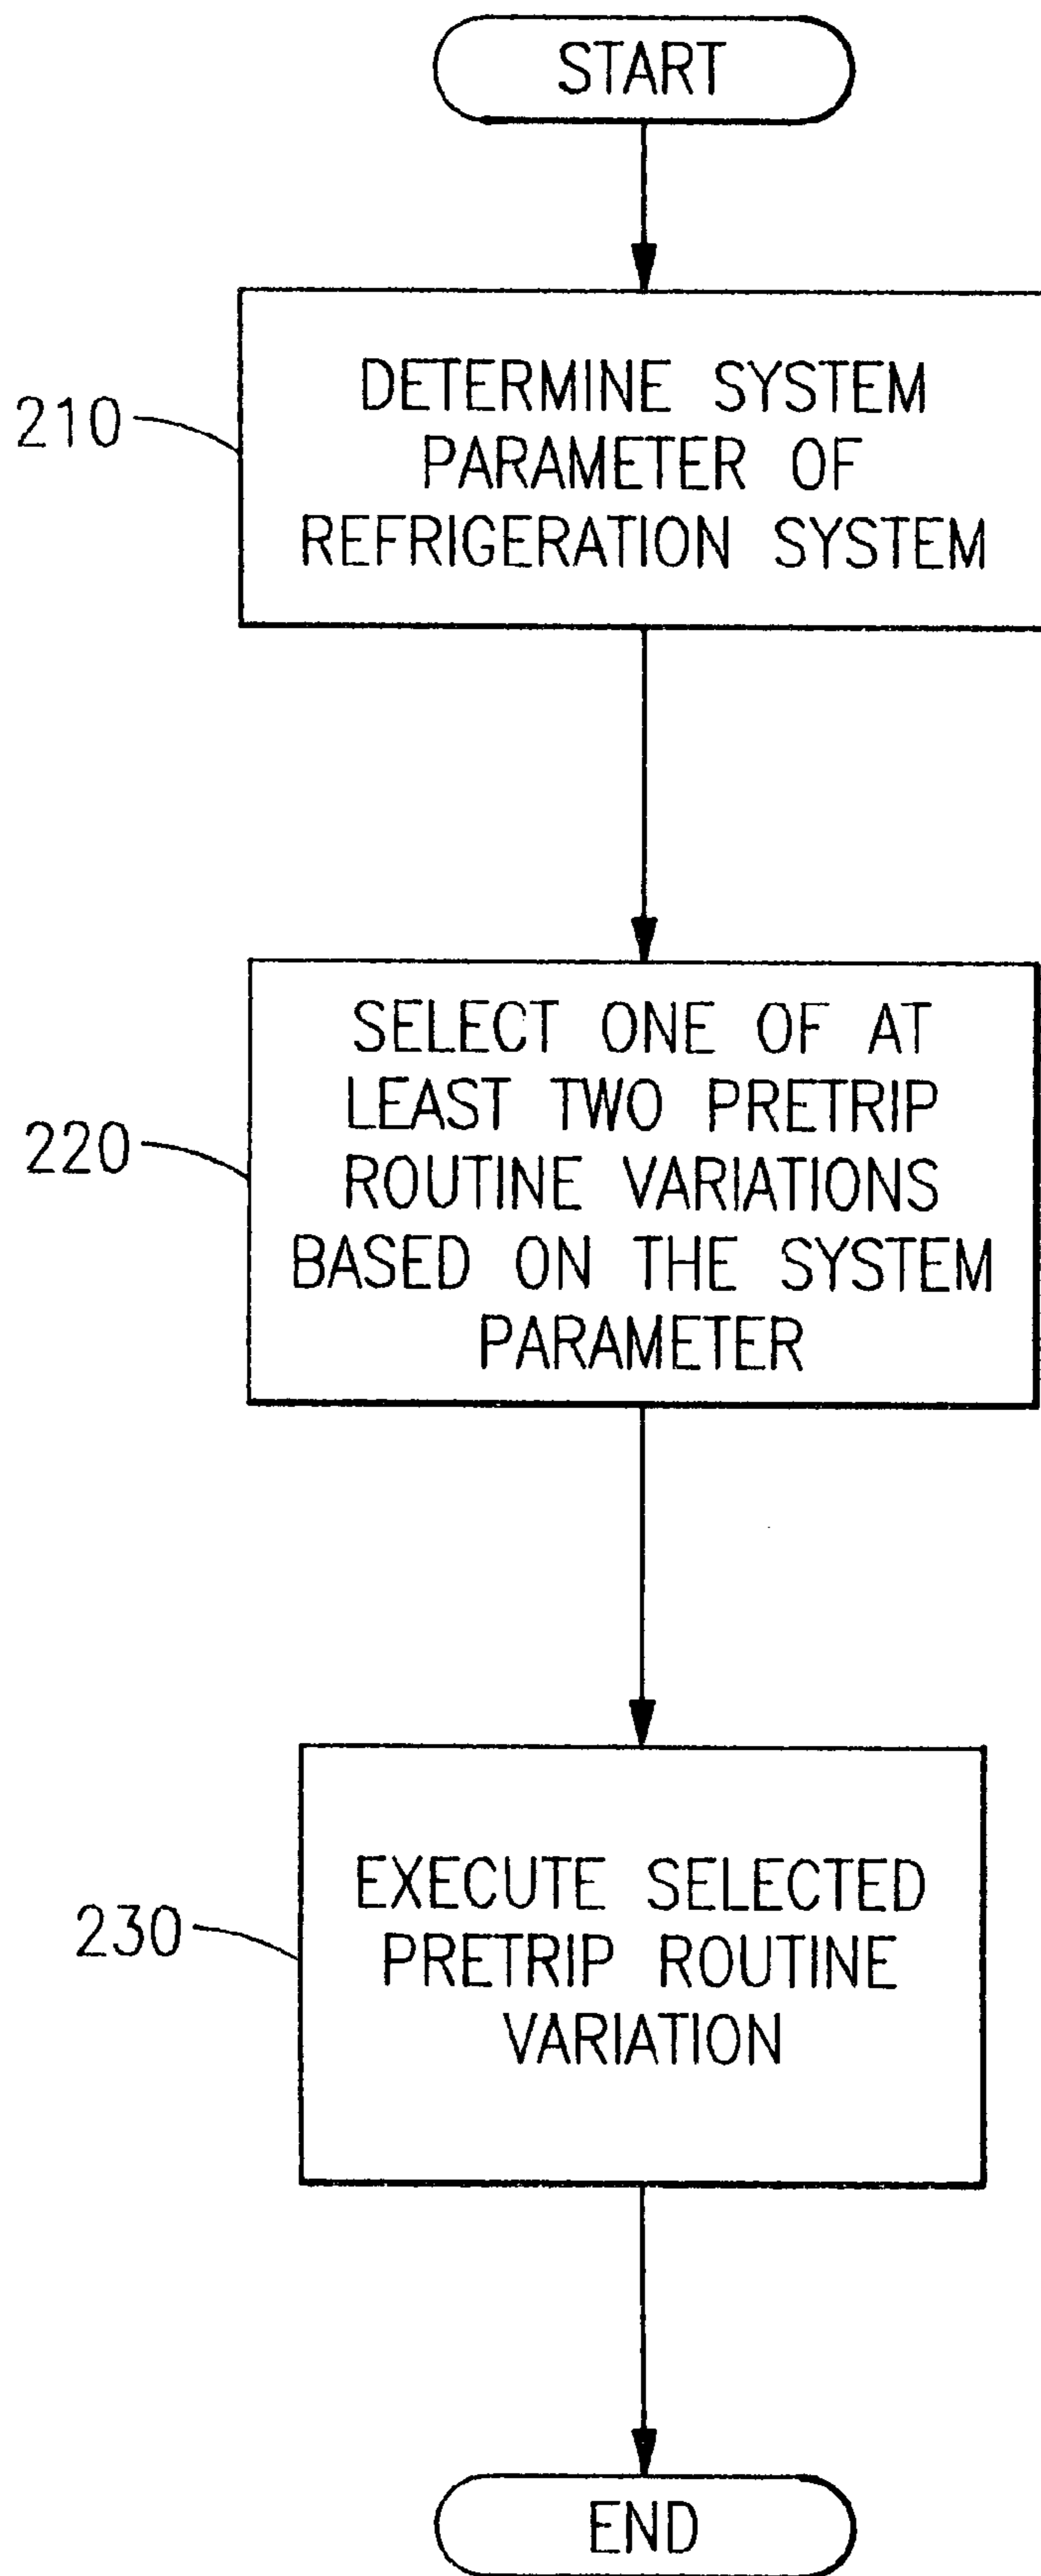 START
210
DETERMINE SYSTEM
PARAMETER OF
REFRIGERATION SYSTEM
220
SELECT ONE OF AT
LEAST TWO PRETRIP
ROUTINE VARIATIONS
BASED ON THE SYSTEM
PARAMETER
230
EXECUTE SELECTED
PRETRIP ROUTINE
VARIATION
END